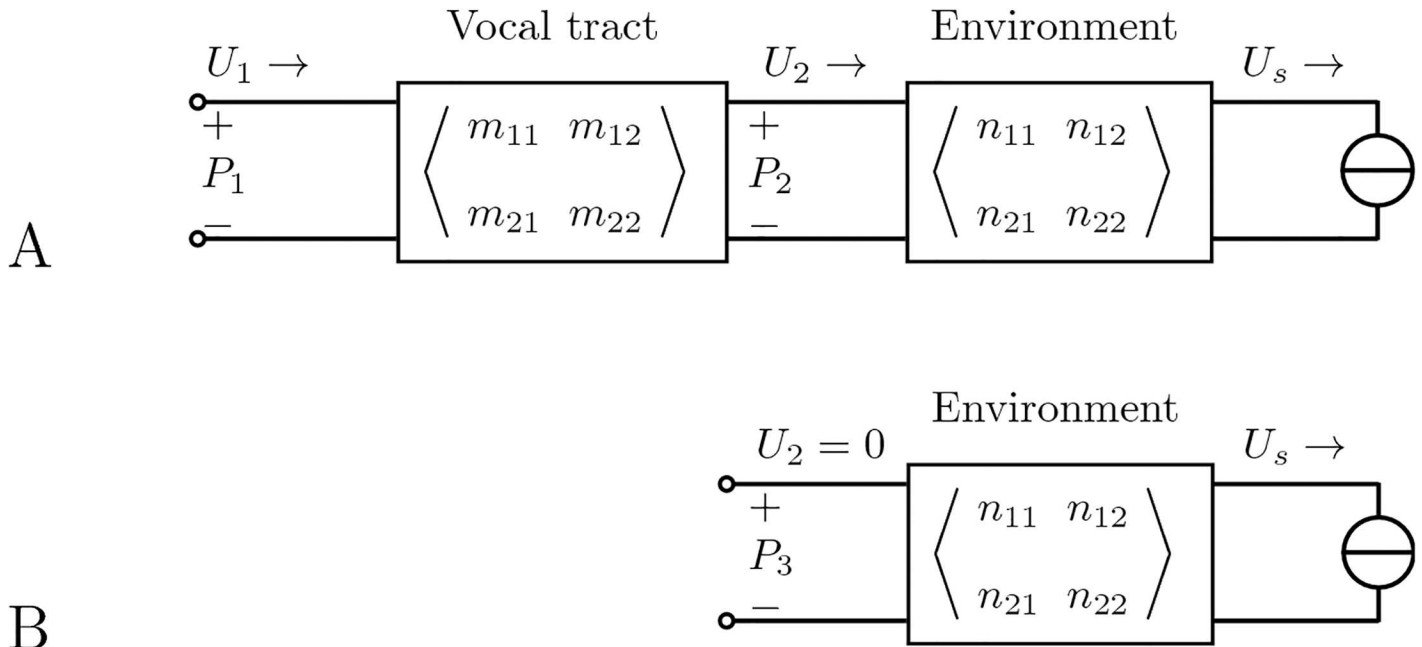 Vocal tract Environment
U₁ → U₂ → Uₛ →
+ m₁₁ m₁₂ + n₁₁ n₁₂
P₁ P₂
− m₂₁ m₂₂ − n₂₁ n₂₂
A
Environment
U₂ = 0 Uₛ →
+ n₁₁ n₁₂
P₃
− n₂₁ n₂₂
B